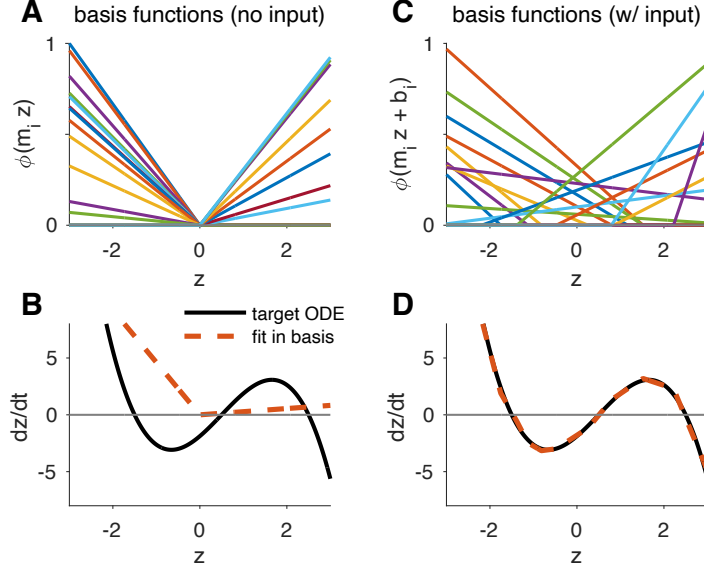 A basis functions (no input)
1
ϕ(m_i z)
0
-2 0 2
z
C basis functions (w/ input)
1
ϕ(m_i z + b_i)
0
-2 0 2
z
B
target ODE
fit in basis
5
dz/dt
0
-5
-2 0 2
z
D
5
dz/dt
0
-5
-2 0 2
z